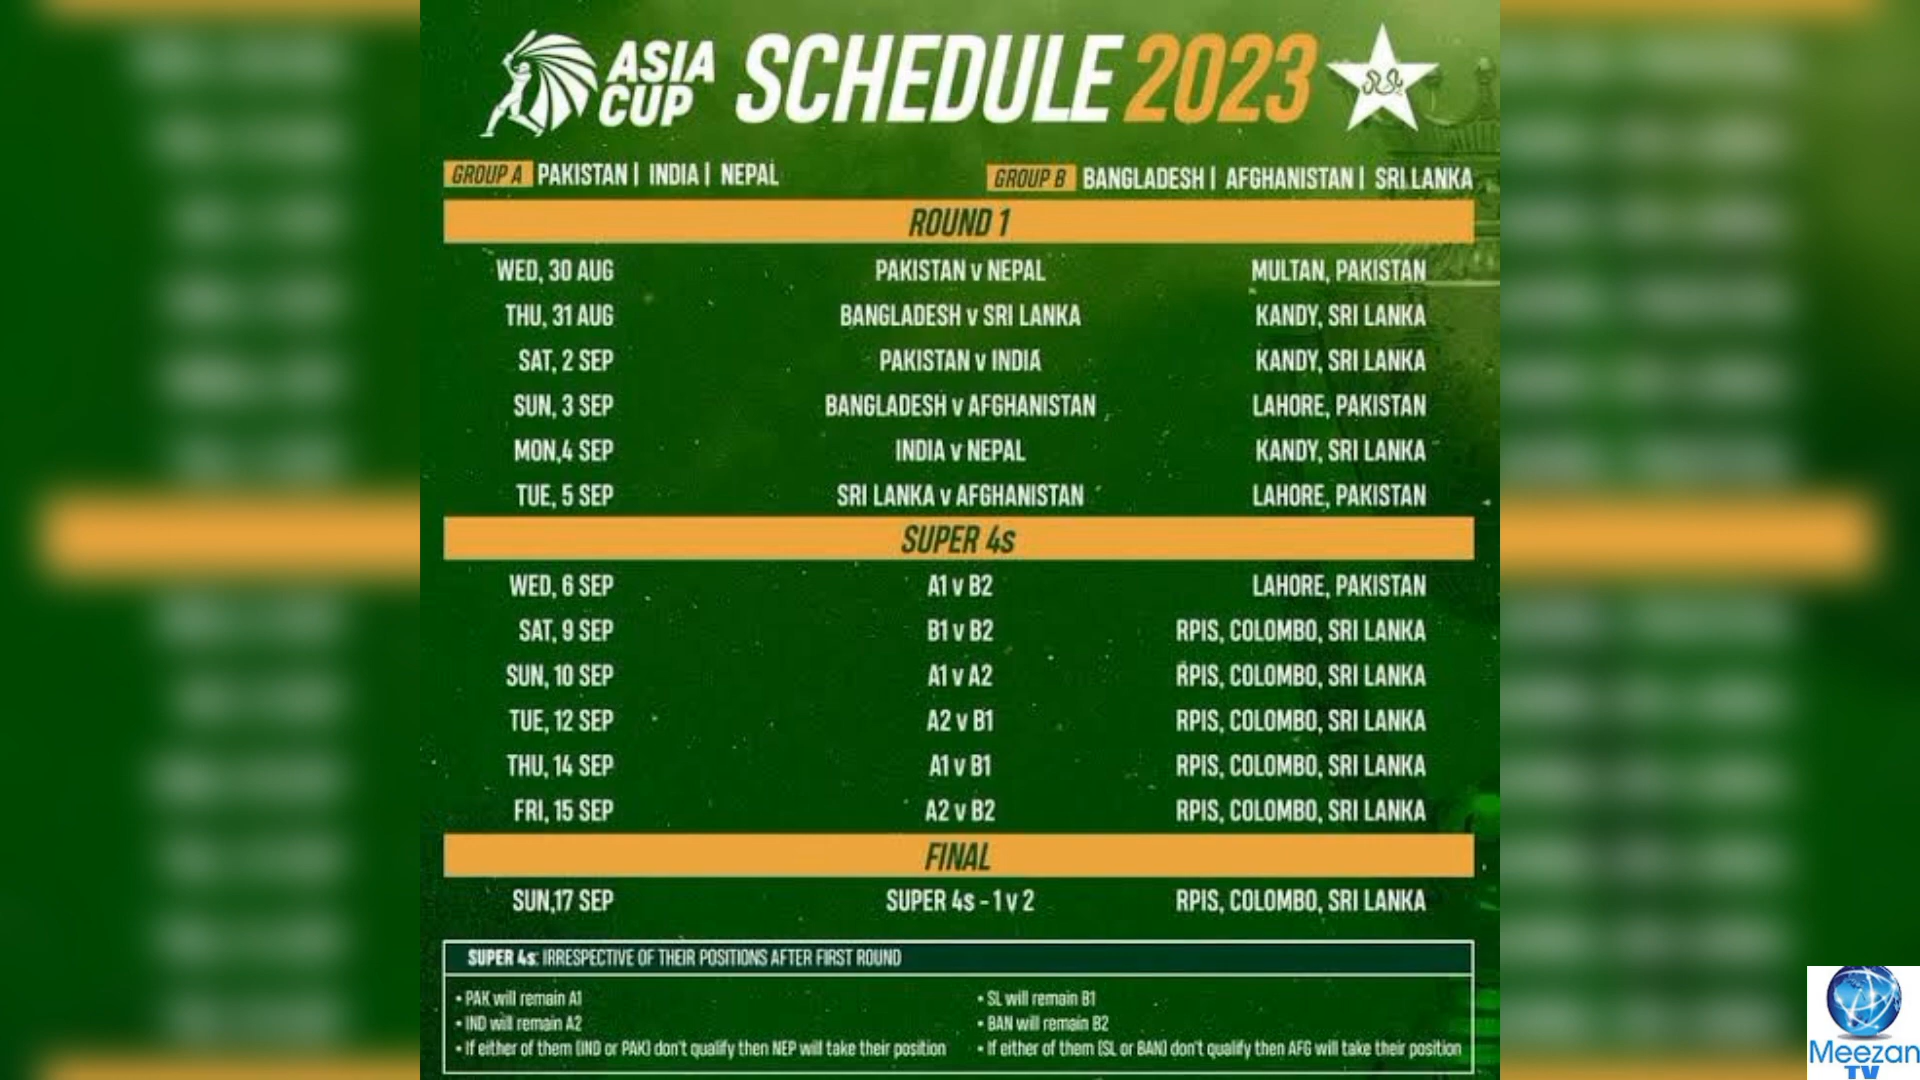 ASIA CUP SCHEDULE 2023
GROUP A PAKISTAN | INDIA | NEPAL GROUP B BANGLADESH | AFGHANISTAN | SRI LANKA
ROUND 1
WED, 30 AUG PAKISTAN v NEPAL MULTAN, PAKISTAN
THU, 31 AUG BANGLADESH v SRI LANKA KANDY, SRI LANKA
SAT, 2 SEP PAKISTAN v INDIA KANDY, SRI LANKA
SUN, 3 SEP BANGLADESH v AFGHANISTAN LAHORE, PAKISTAN
MON,4 SEP INDIA v NEPAL KANDY, SRI LANKA
TUE, 5 SEP SRI LANKA v AFGHANISTAN LAHORE, PAKISTAN
SUPER 4s
WED, 6 SEP A1 v B2 LAHORE, PAKISTAN
SAT, 9 SEP B1 v B2 RPIS, COLOMBO, SRI LANKA
SUN, 10 SEP A1 v A2 RPIS, COLOMBO, SRI LANKA
TUE, 12 SEP A2 v B1 RPIS, COLOMBO, SRI LANKA
THU, 14 SEP A1 v B1 RPIS, COLOMBO, SRI LANKA
FRI, 15 SEP A2 v B2 RPIS, COLOMBO, SRI LANKA
FINAL
SUN,17 SEP SUPER 4s - 1 v 2 RPIS, COLOMBO, SRI LANKA
SUPER 4s: IRRESPECTIVE OF THEIR POSITIONS AFTER FIRST ROUND
• PAK will remain A1
• IND will remain A2
• If either of them (IND or PAK) don't qualify then NEP will take their position
• SL will remain B1
• BAN will remain B2
• If either of them (SL or BAN) don't qualify then AFG will take their position
Meezan
TV